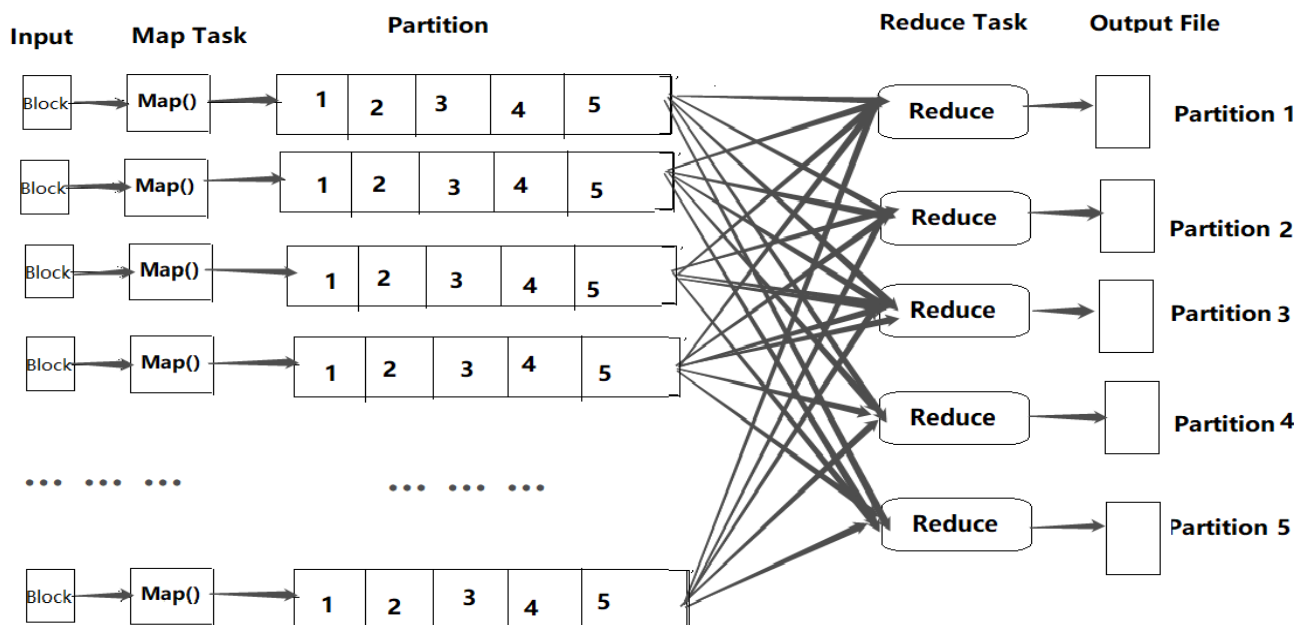 Input Map Task Partition Reduce Task Output File
Block Map() 1 2 3 4 5 Reduce Partition 1
Block Map() 1 2 3 4 5 Reduce Partition 2
Block Map() 1 2 3 4 5 Reduce Partition 3
Block Map() 1 2 3 4 5 Reduce Partition 4
... ... ... ... ... ...
Reduce Partition 5
Block Map() 1 2 3 4 5